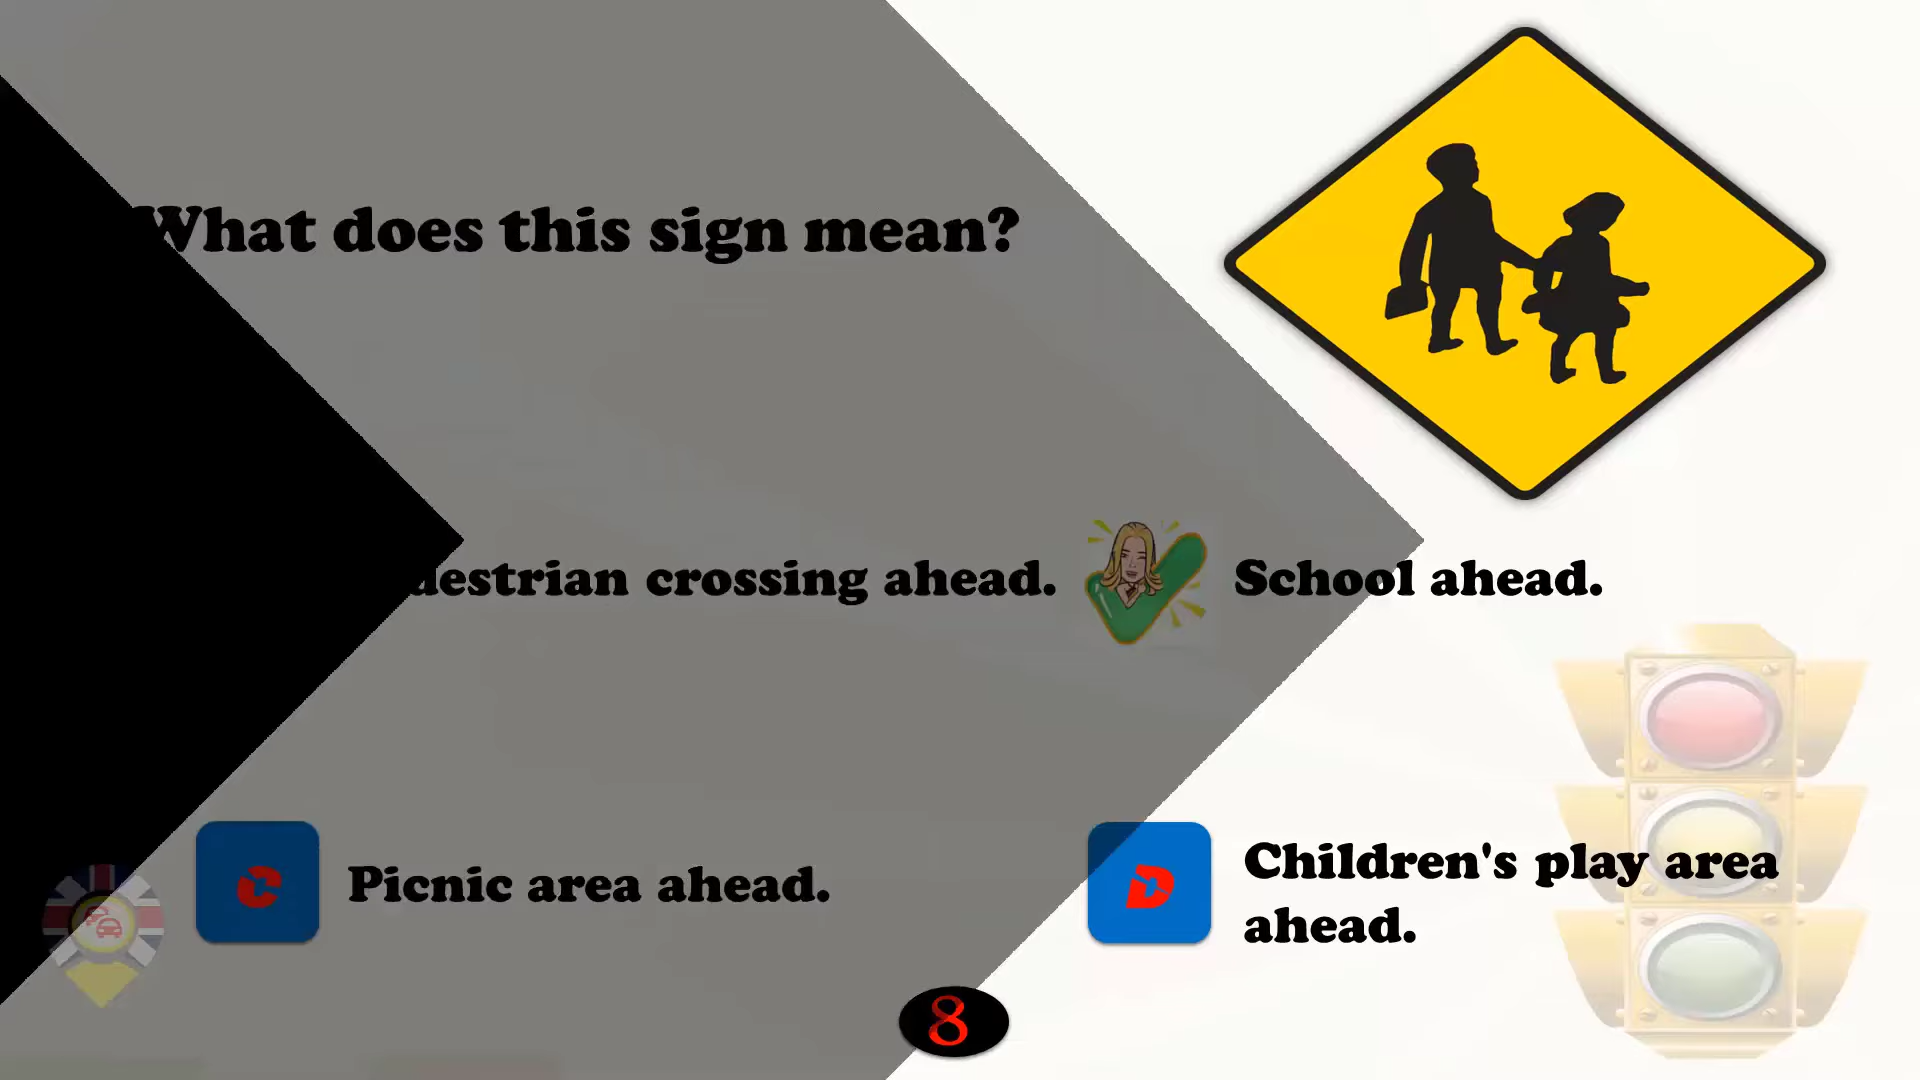 What does this sign mean?
destrian crossing ahead.
School ahead.
C
Picnic area ahead.
D
Children's play area
ahead.
8